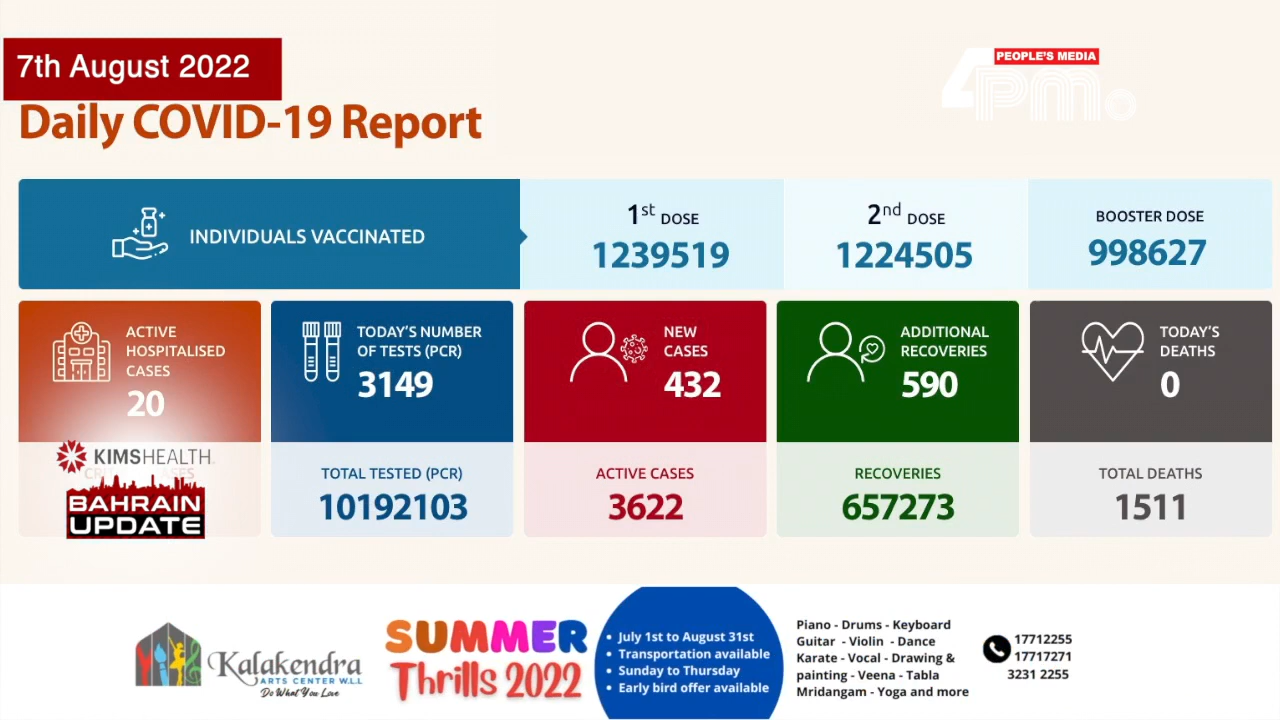 7th August 2022
PEOPLE'S MEDIA
4pm
Daily COVID-19 Report
INDIVIDUALS VACCINATED
1st DOSE
1239519
2nd DOSE
1224505
BOOSTER DOSE
998627
ACTIVE
HOSPITALISED
CASES
20
TODAY'S NUMBER
OF TESTS (PCR)
3149
NEW
CASES
432
ADDITIONAL
RECOVERIES
590
TODAY'S
DEATHS
0
KIMSHEALTH
BAHRAIN
UPDATE
TOTAL TESTED (PCR)
10192103
ACTIVE CASES
3622
RECOVERIES
657273
TOTAL DEATHS
1511
Kalakendra
ARTS CENTER W.L.L
Do What You Love
SUMMER
Thrills 2022
• July 1st to August 31st
• Transportation available
• Sunday to Thursday
• Early bird offer available
Piano - Drums - Keyboard
Guitar - Violin - Dance
Karate - Vocal - Drawing &
painting - Veena - Tabla
Mridangam - Yoga and more
17712255
17717271
3231 2255